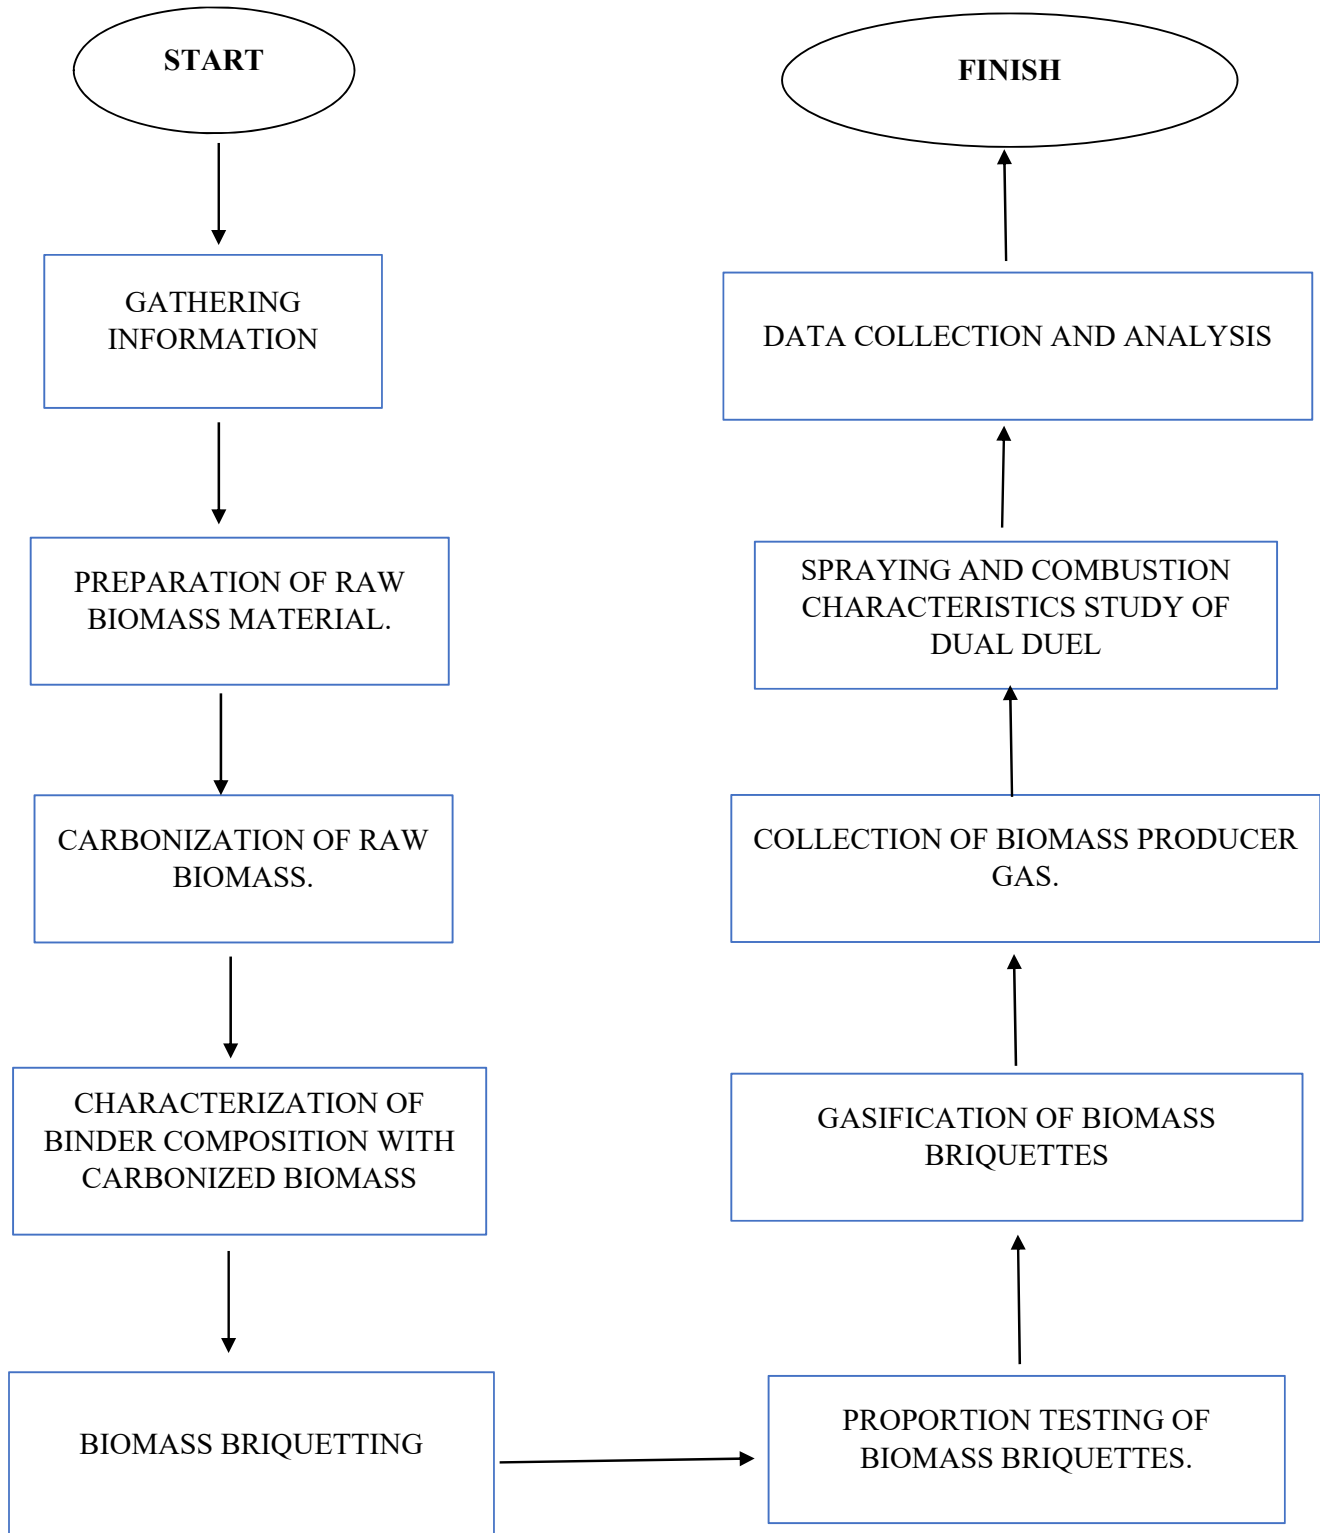 START
GATHERING
INFORMATION
PREPARATION OF RAW
BIOMASS MATERIAL.
CARBONIZATION OF RAW
BIOMASS.
CHARACTERIZATION OF
BINDER COMPOSITION WITH
CARBONIZED BIOMASS
BIOMASS BRIQUETTING
PROPORTION TESTING OF
BIOMASS BRIQUETTES.
GASIFICATION OF BIOMASS
BRIQUETTES
COLLECTION OF BIOMASS PRODUCER
GAS.
SPRAYING AND COMBUSTION
CHARACTERISTICS STUDY OF
DUAL DUEL
DATA COLLECTION AND ANALYSIS
FINISH